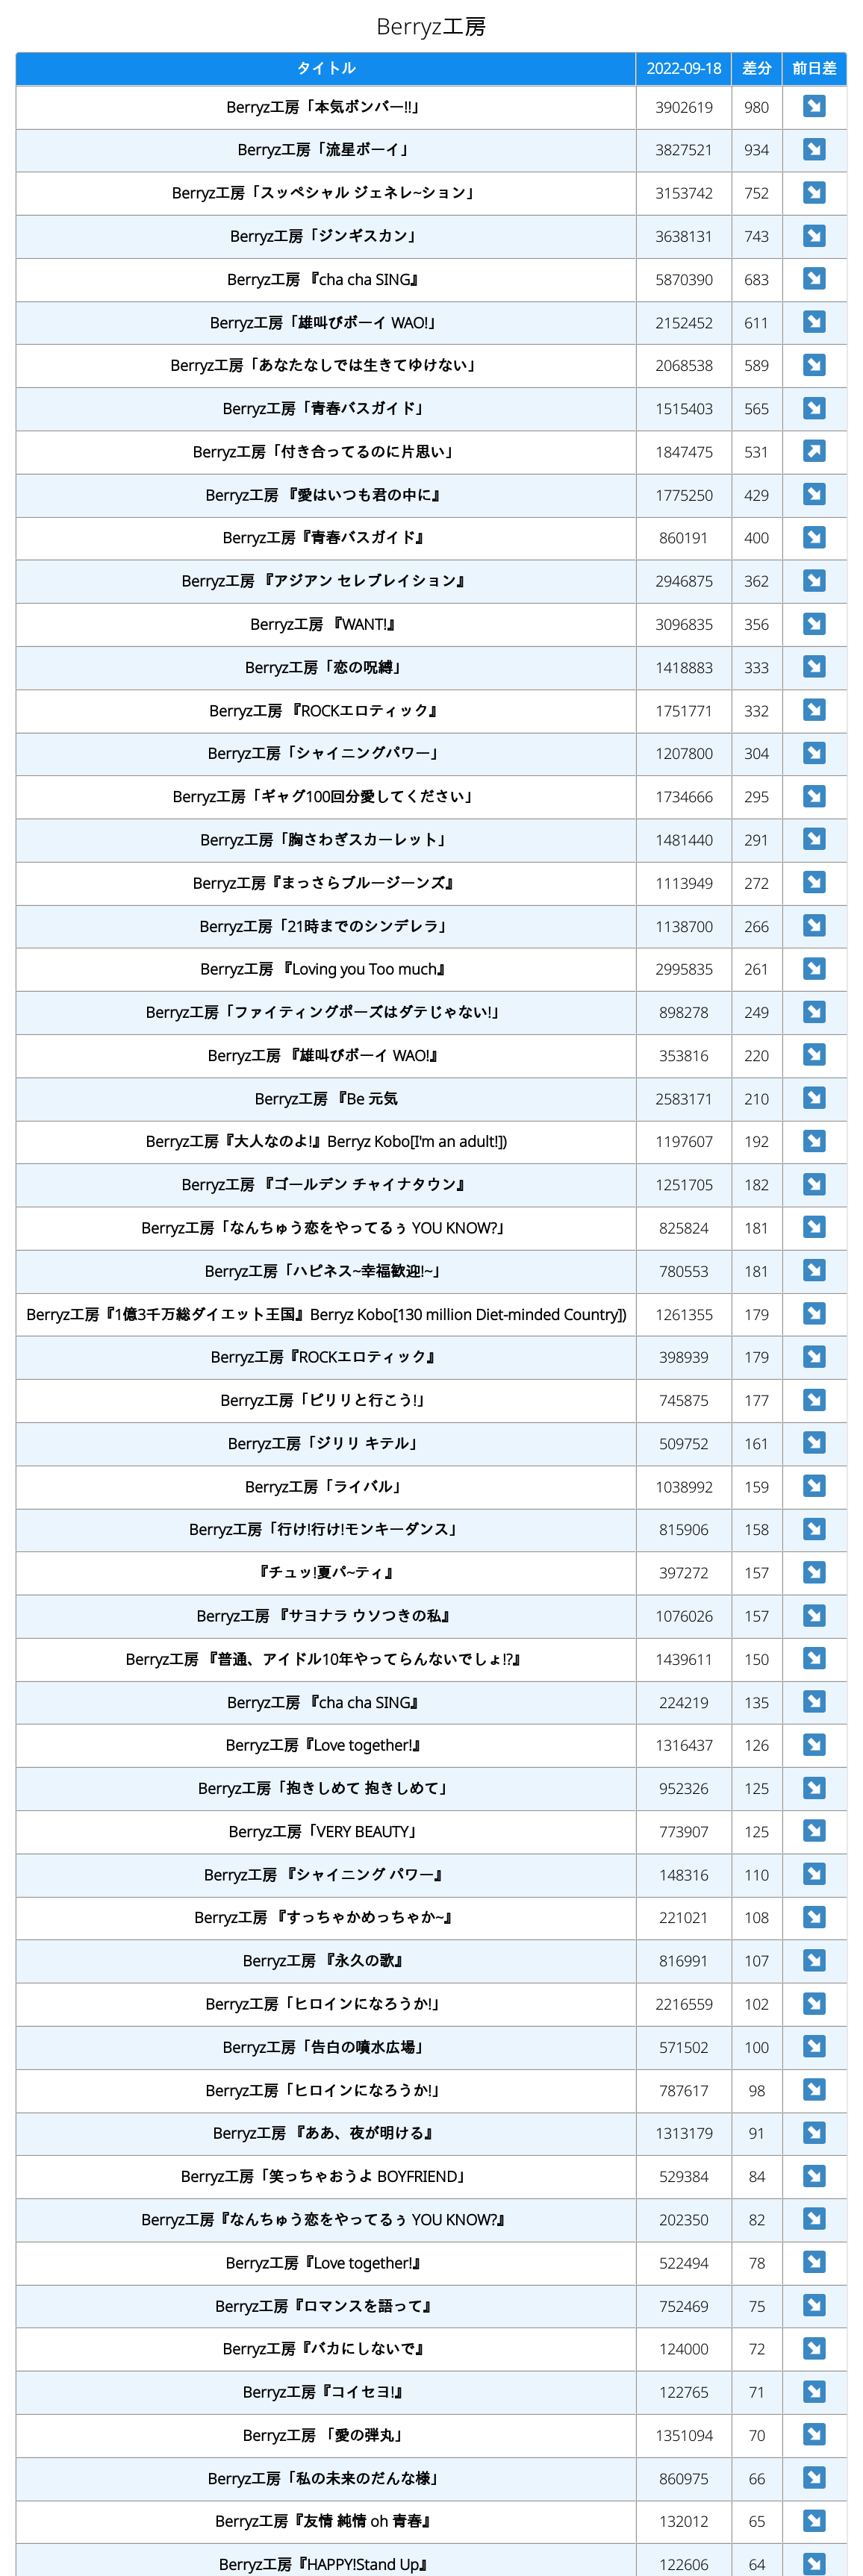 Berryz工房
タイトル 2022-09-18 差分 前日差
Berryz工房「本気ボンバー!!」 3902619 980 ↘
Berryz工房「流星ボーイ」 3827521 934 ↘
Berryz工房「スッペシャル ジェネレ~ション」 3153742 752 ↘
Berryz工房「ジンギスカン」 3638131 743 ↘
Berryz工房 『cha cha SING』 5870390 683 ↘
Berryz工房「雄叫びボーイ WAO!」 2152452 611 ↘
Berryz工房「あなたなしでは生きてゆけない」 2068538 589 ↘
Berryz工房「青春バスガイド」 1515403 565 ↘
Berryz工房「付き合ってるのに片思い」 1847475 531 ↗
Berryz工房 『愛はいつも君の中に』 1775250 429 ↘
Berryz工房『青春バスガイド』 860191 400 ↘
Berryz工房 『アジアン セレブレイション』 2946875 362 ↘
Berryz工房 『WANT!』 3096835 356 ↘
Berryz工房「恋の呪縛」 1418883 333 ↘
Berryz工房 『ROCKエロティック』 1751771 332 ↘
Berryz工房「シャイニングパワー」 1207800 304 ↘
Berryz工房「ギャグ100回分愛してください」 1734666 295 ↘
Berryz工房「胸さわぎスカーレット」 1481440 291 ↘
Berryz工房『まっさらブルージーンズ』 1113949 272 ↘
Berryz工房「21時までのシンデレラ」 1138700 266 ↘
Berryz工房 『Loving you Too much』 2995835 261 ↘
Berryz工房「ファイティングポーズはダテじゃない!」 898278 249 ↘
Berryz工房 『雄叫びボーイ WAO!』 353816 220 ↘
Berryz工房 『Be 元気 2583171 210 ↘
Berryz工房『大人なのよ!』Berryz Kobo[I'm an adult!]) 1197607 192 ↘
Berryz工房 『ゴールデン チャイナタウン』 1251705 182 ↘
Berryz工房「なんちゅう恋をやってるぅ YOU KNOW?」 825824 181 ↘
Berryz工房「ハピネス~幸福歓迎!~」 780553 181 ↘
Berryz工房『1億3千万総ダイエット王国』Berryz Kobo[130 million Diet-minded Country]) 1261355 179 ↘
Berryz工房『ROCKエロティック』 398939 179 ↘
Berryz工房「ピリリと行こう!」 745875 177 ↘
Berryz工房「ジリリ キテル」 509752 161 ↘
Berryz工房「ライバル」 1038992 159 ↘
Berryz工房「行け!行け!モンキーダンス」 815906 158 ↘
『チュッ!夏パ~ティ』 397272 157 ↘
Berryz工房 『サヨナラ ウソつきの私』 1076026 157 ↘
Berryz工房 『普通、アイドル10年やってらんないでしょ!?』 1439611 150 ↘
Berryz工房 『cha cha SING』 224219 135 ↘
Berryz工房『Love together!』 1316437 126 ↘
Berryz工房「抱きしめて 抱きしめて」 952326 125 ↘
Berryz工房「VERY BEAUTY」 773907 125 ↘
Berryz工房 『シャイニング パワー』 148316 110 ↘
Berryz工房 『すっちゃかめっちゃか~』 221021 108 ↘
Berryz工房 『永久の歌』 816991 107 ↘
Berryz工房「ヒロインになろうか!」 2216559 102 ↘
Berryz工房「告白の噴水広場」 571502 100 ↘
Berryz工房「ヒロインになろうか!」 787617 98 ↘
Berryz工房 『ああ、夜が明ける』 1313179 91 ↘
Berryz工房「笑っちゃおうよ BOYFRIEND」 529384 84 ↘
Berryz工房『なんちゅう恋をやってるぅ YOU KNOW?』 202350 82 ↘
Berryz工房『Love together!』 522494 78 ↘
Berryz工房『ロマンスを語って』 752469 75 ↘
Berryz工房『バカにしないで』 124000 72 ↘
Berryz工房『コイセヨ!』 122765 71 ↘
Berryz工房 「愛の弾丸」 1351094 70 ↘
Berryz工房「私の未来のだんな様」 860975 66 ↘
Berryz工房『友情 純情 oh 青春』 132012 65 ↘
Berryz工房『HAPPY!Stand Up』 122606 64 ↘